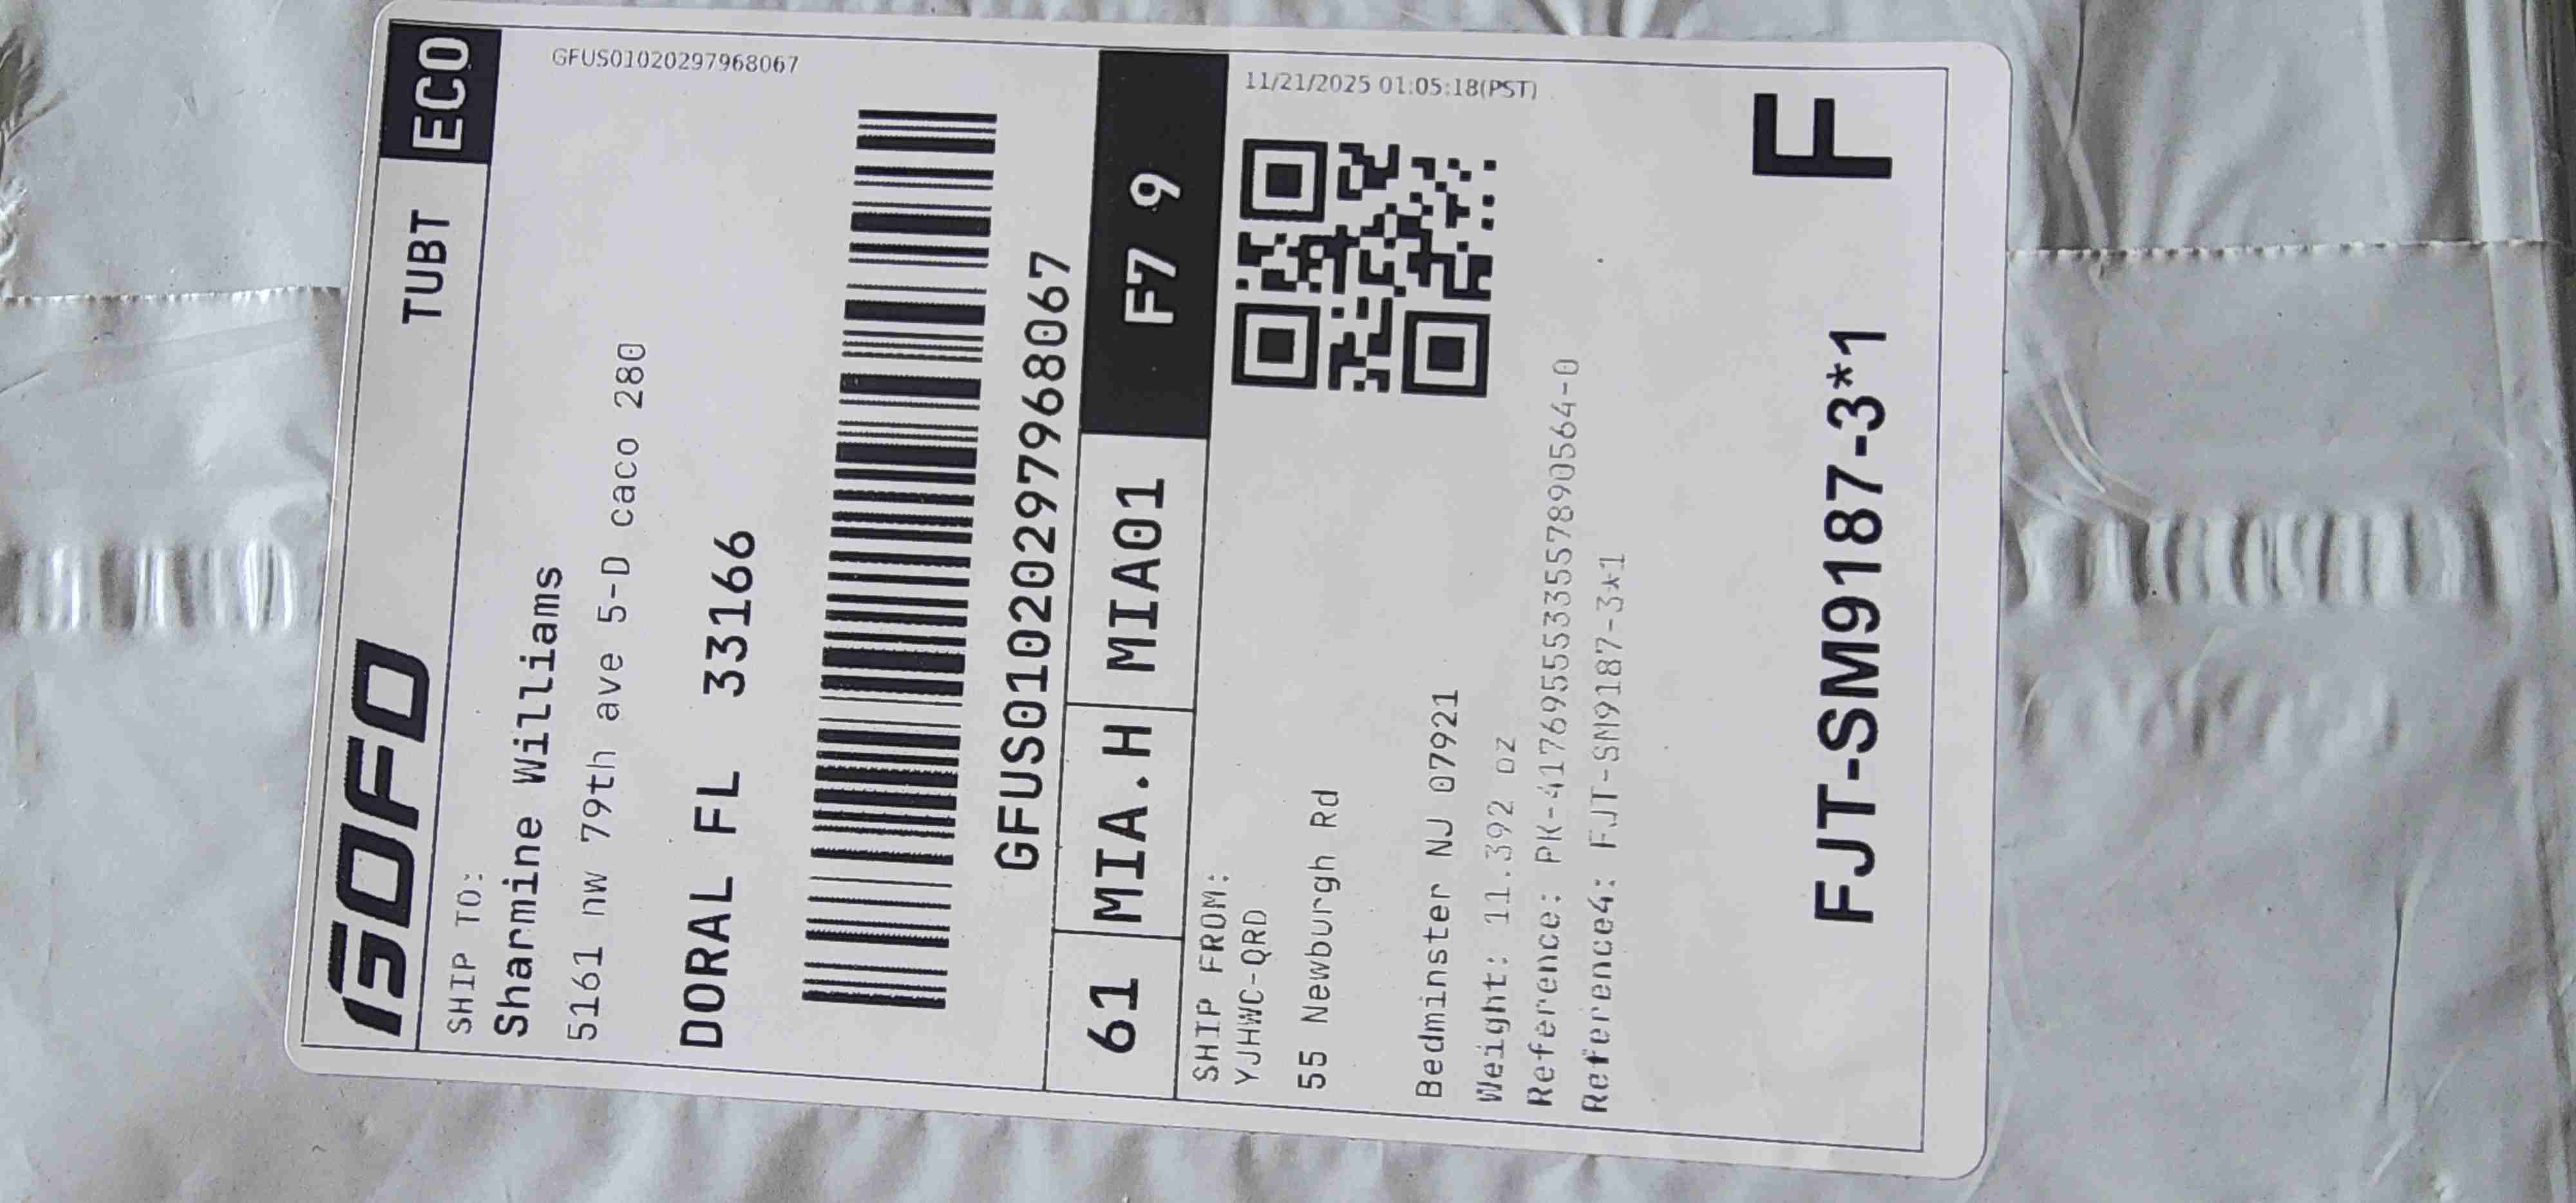 GOFO
TUBT
ECO
GFUS01020297968067
SHIP TO:
Sharmine Williams
5161 nw 79th ave 5-D caco 280
DORAL FL 33166
GFUS01020297968067
61 MIA.H MIA01 F7 9
11/21/2025 01:05:18(PST)
SHIP FROM:
YJHWC-QRD
55 Newburgh Rd
Bedminster NJ 07921
Weight: 11.392 oz
Reference: PK-4176955533557890564-0
Reference4: FJT-SM9187-3*1
F
FJT-SM9187-3*1